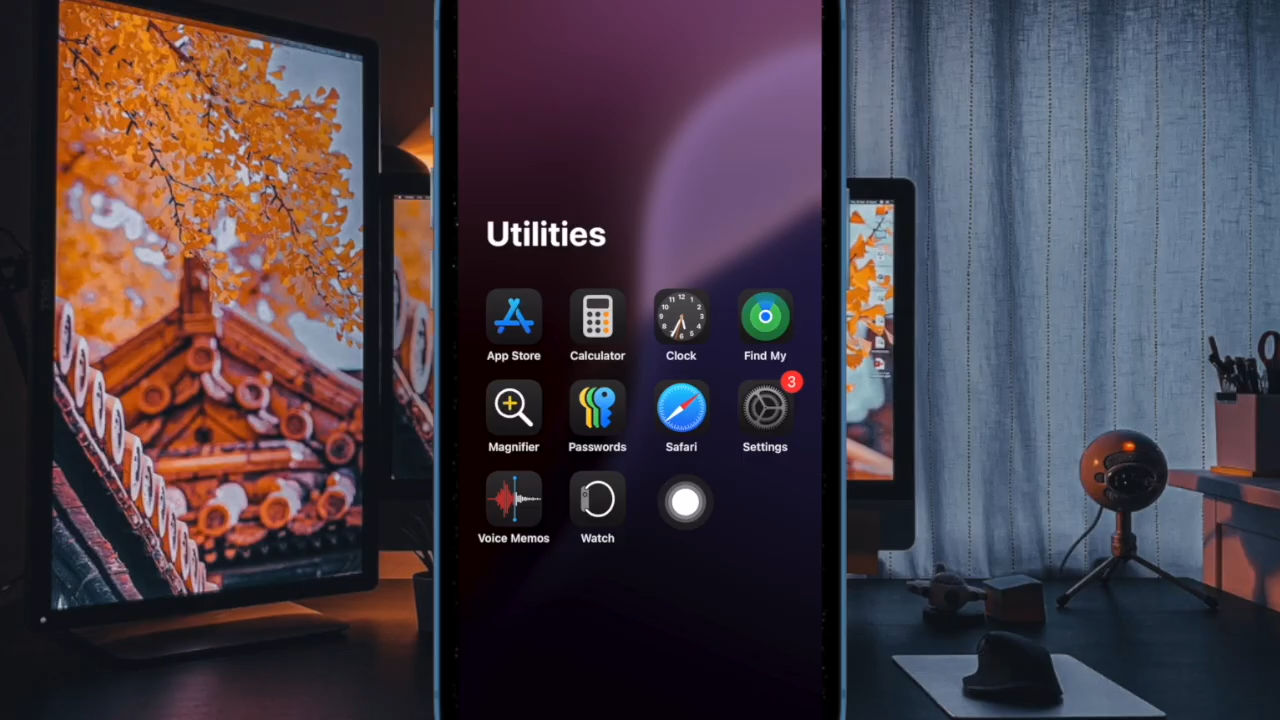 Utilities
App Store Calculator Clock Find My
3
Magnifier Passwords Safari Settings
Voice Memos Watch